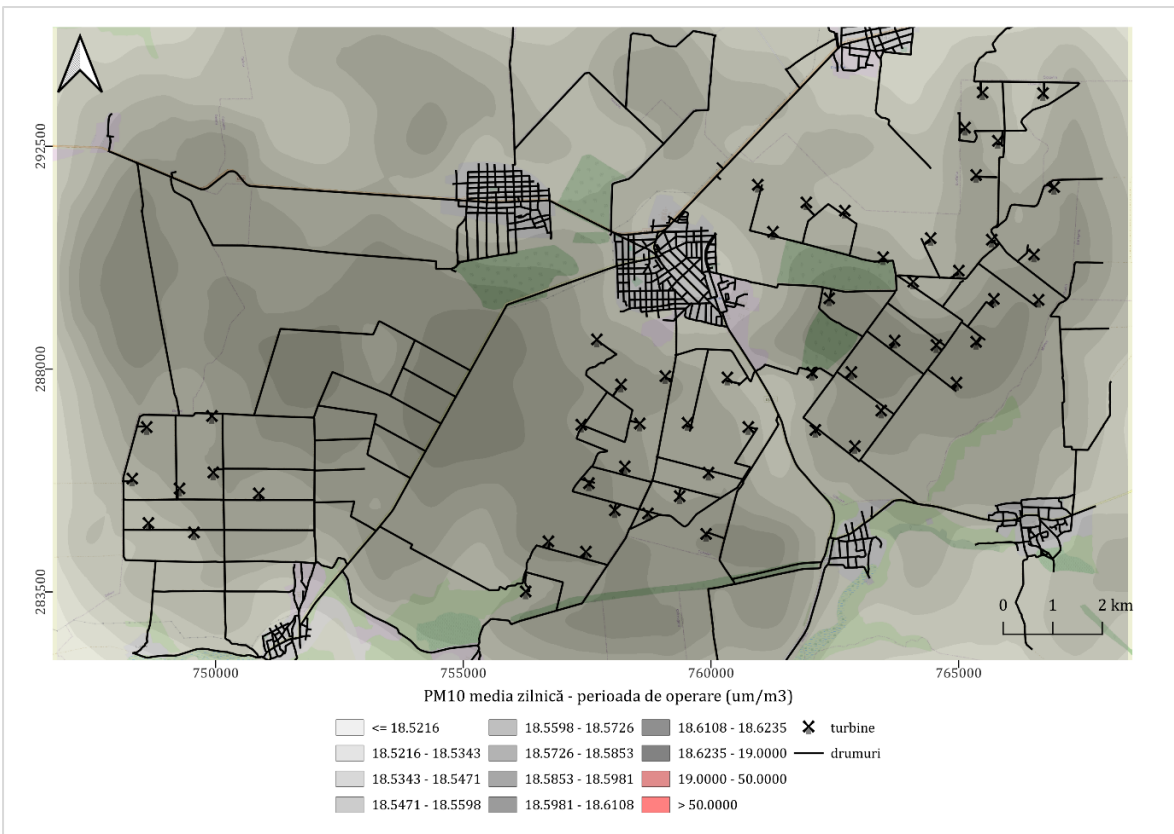 292500
288000
283500
0 1 2 km
750000 755000 760000 765000
PM10 media zilnică - perioada de operare (um/m3)
<= 18.5216 18.5598 - 18.5726 18.6108 - 18.6235 turbine
18.5216 - 18.5343 18.5726 - 18.5853 18.6235 - 19.0000 drumuri
18.5343 - 18.5471 18.5853 - 18.5981 19.0000 - 50.0000
18.5471 - 18.5598 18.5981 - 18.6108 > 50.0000